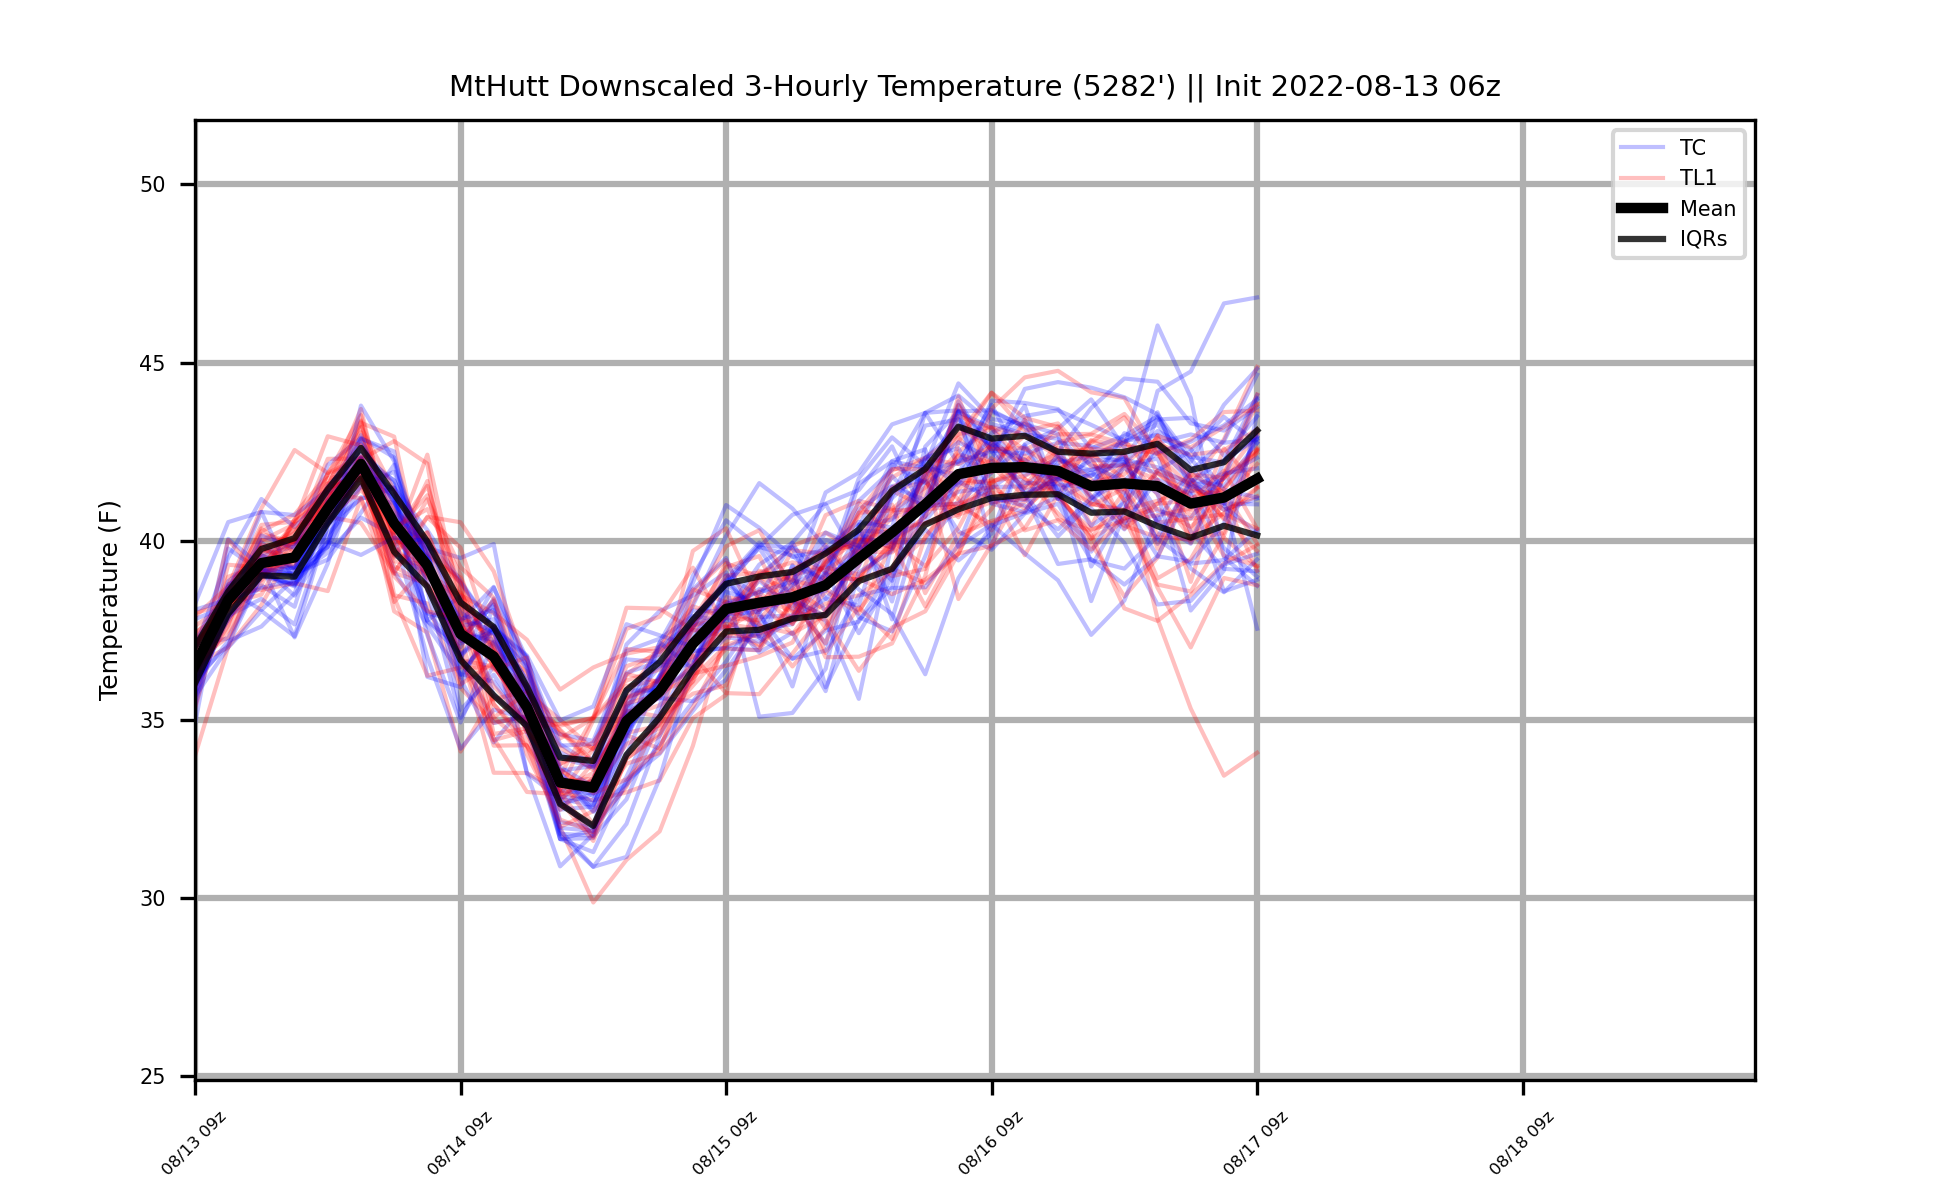 MtHutt Downscaled 3-Hourly Temperature (5282') || Init 2022-08-13 06z
TC
TL1
Mean
IQRs
Temperature (F)
50
45
40
35
30
25
08/13 09z
08/14 09z
08/15 09z
08/16 09z
08/17 09z
08/18 09z